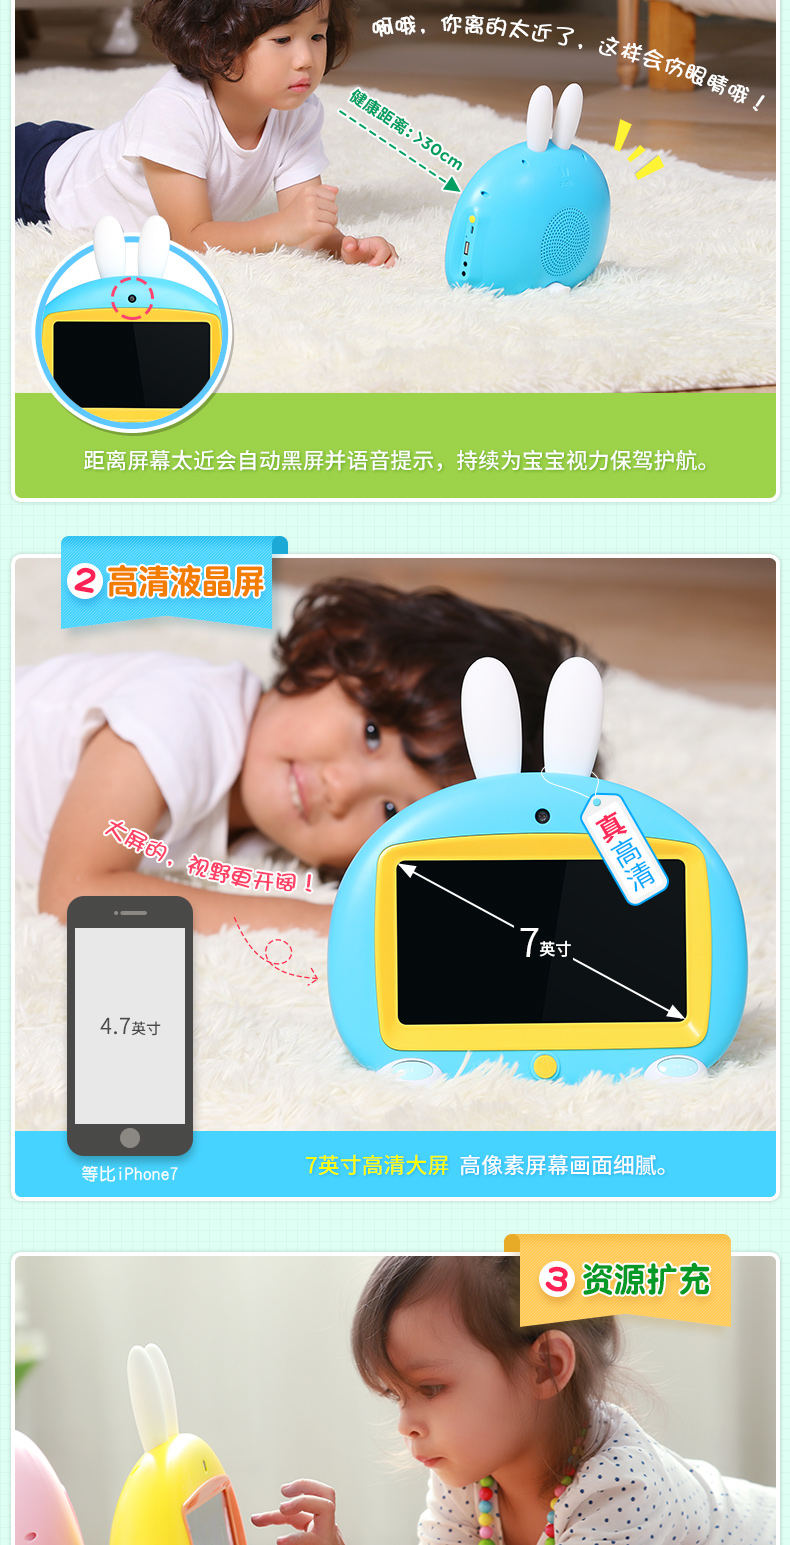 啊哦，你离的太近了，这样会伤眼睛哦！
健康距离：>30cm
距离屏幕太近会自动黑屏并语音提示，持续为宝宝视力保驾护航。
2 高清液晶屏
真高清
大屏的，视野更开阔！
7英寸
4.7英寸
等比iPhone7
7英寸高清大屏 高像素屏幕画面细腻。
3 资源扩充